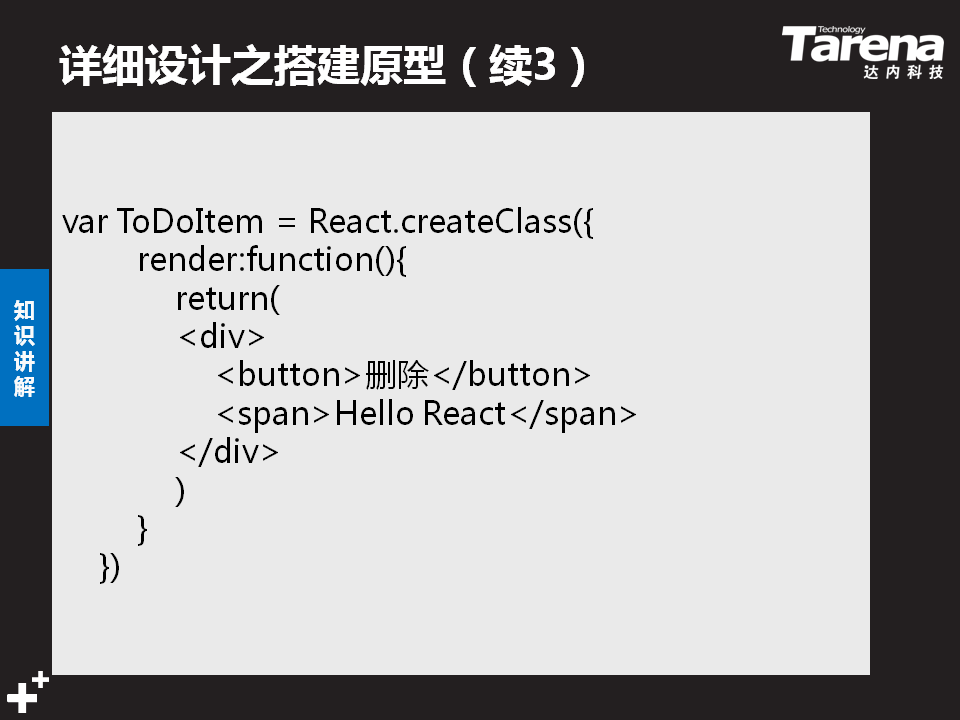 详细设计之搭建原型（续3）
Technology
Tarena
达内科技
知识讲解
var ToDoItem = React.createClass({
render:function(){
return(
<div>
<button>删除</button>
<span>Hello React</span>
</div>
)
}
})